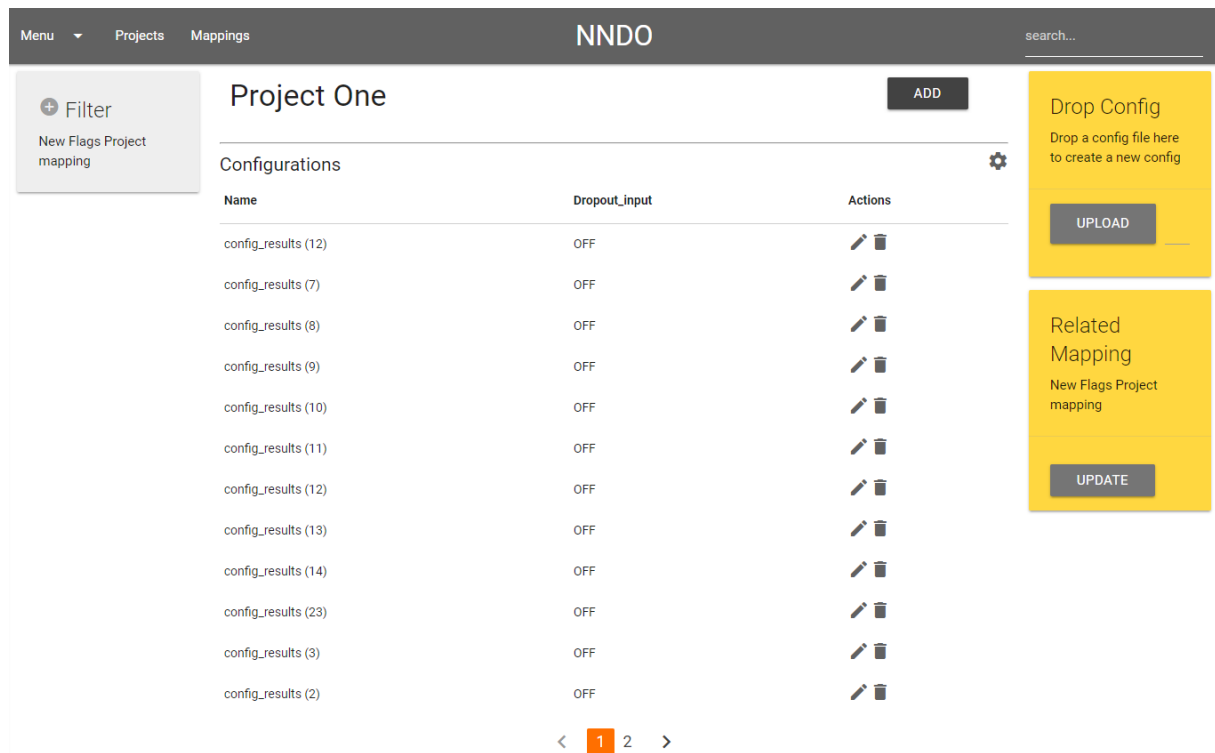 Menu Projects Mappings NNDO search...
Filter
New Flags Project
mapping
Project One ADD
Configurations
Name Dropout_input Actions
config_results (12) OFF
config_results (7) OFF
config_results (8) OFF
config_results (9) OFF
config_results (10) OFF
config_results (11) OFF
config_results (12) OFF
config_results (13) OFF
config_results (14) OFF
config_results (23) OFF
config_results (3) OFF
config_results (2) OFF
1 2
Drop Config
Drop a config file here
to create a new config
UPLOAD
Related
Mapping
New Flags Project
mapping
UPDATE